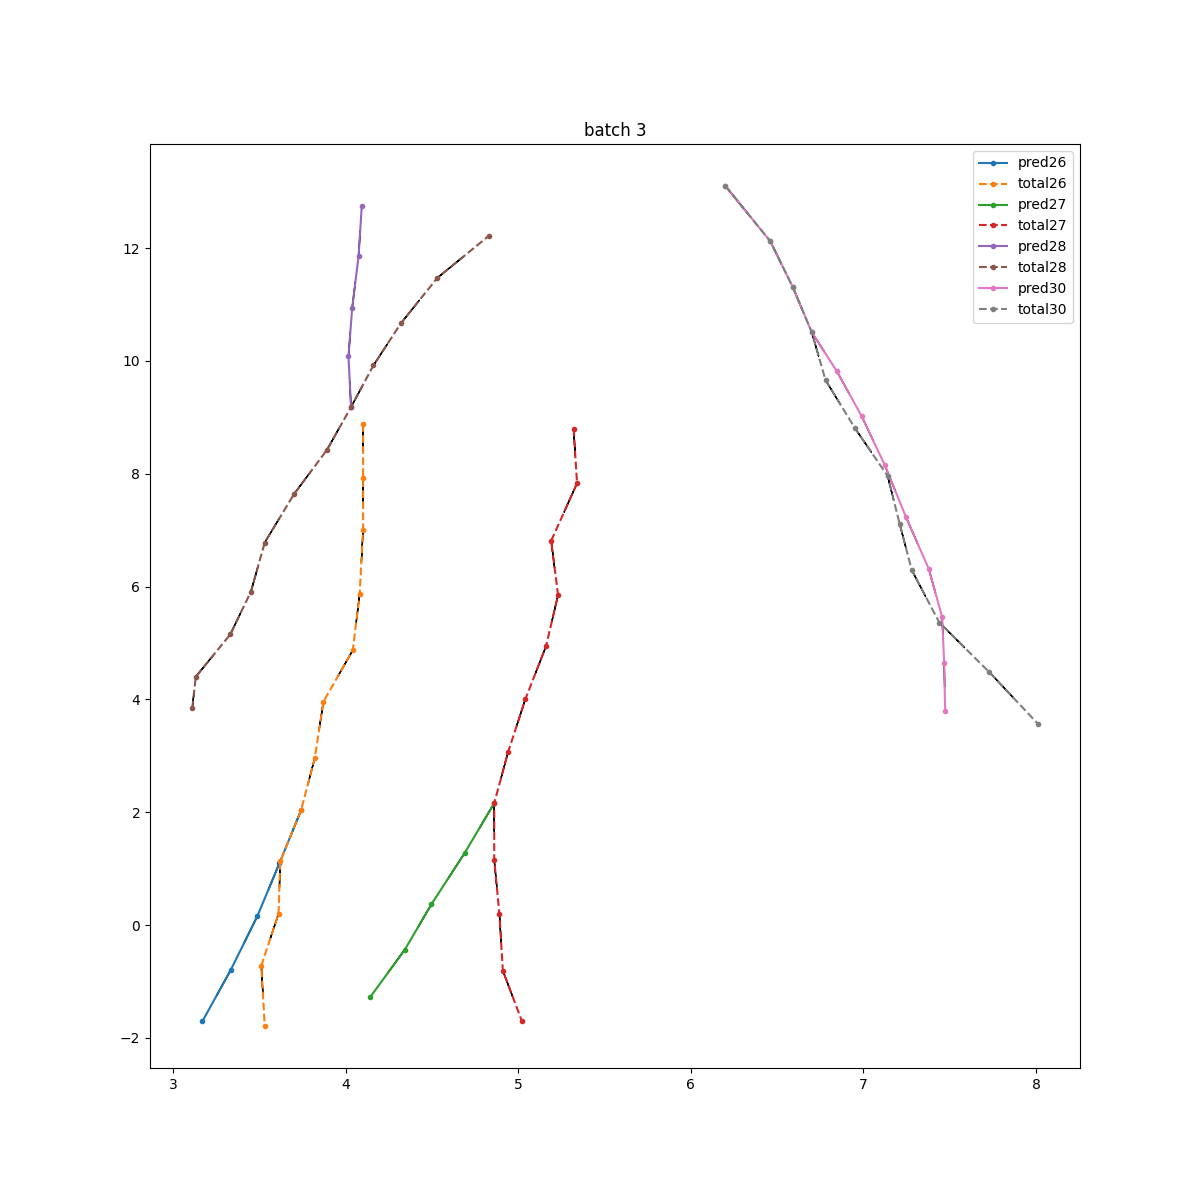 batch 3
pred26
total26
pred27
total27
pred28
total28
pred30
total30
12
10
8
6
4
2
0
−2
3 4 5 6 7 8